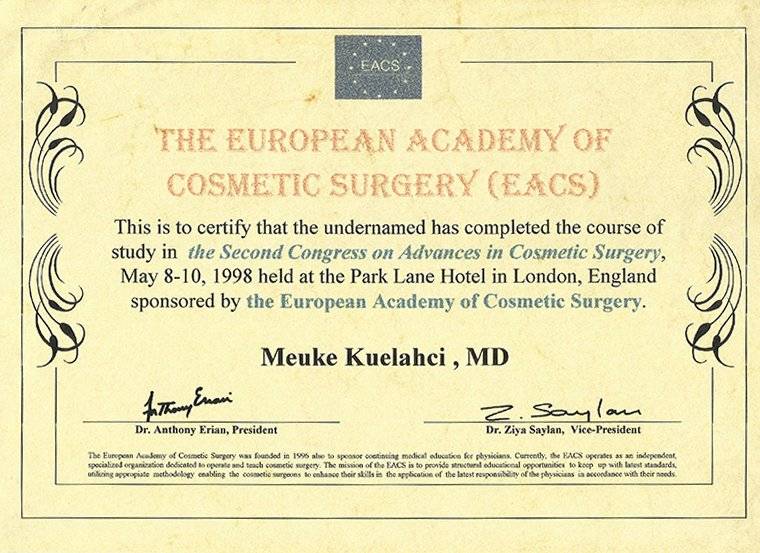 EACS
THE EUROPEAN ACADEMY OF
COSMETIC SURGERY (EACS)
This is to certify that the undernamed has completed the course of
study in the Second Congress on Advances in Cosmetic Surgery,
May 8-10, 1998 held at the Park Lane Hotel in London, England
sponsored by the European Academy of Cosmetic Surgery.
Meuke Kuelahci , MD
Anthony Erian
Z. Saylan
Dr. Anthony Erian, President
Dr. Ziya Saylan, Vice-President
The European Academy of Cosmetic Surgery was founded in 1996 also to sponsor continuing medical education for physicians. Currently, the EACS operates as an independent,
specialized organization dedicated to operate and teach cosmetic surgery. The mission of the EACS is to provide structural educational opportunities to keep up with latest standards,
utilizing appropiate methodology enabling the cosmetic surgeons to enhance their skills in the application of the latest responsibility of the physicians in accordance with their needs.